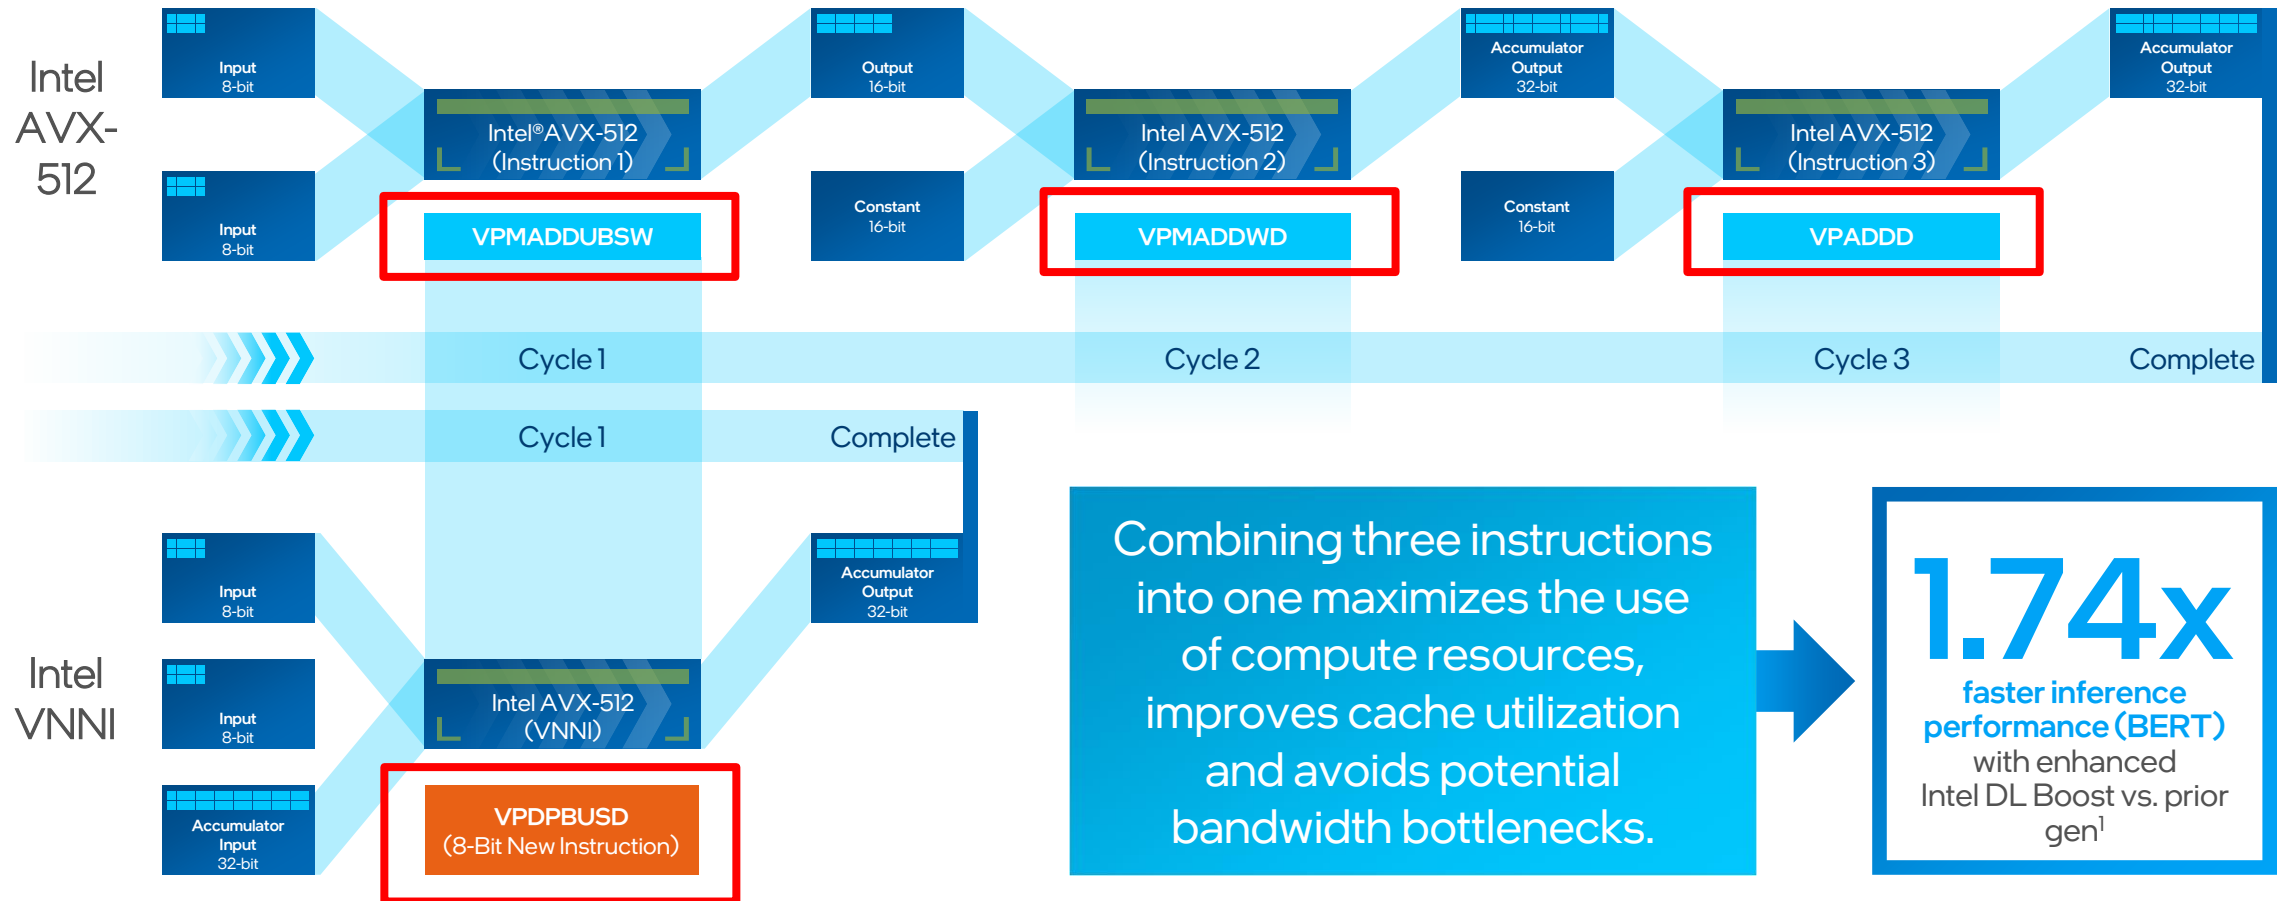 Intel
AVX-
512
Input
8-bit
Input
8-bit
Intel®AVX-512
(Instruction 1)
VPMADDUBSW
Output
16-bit
Constant
16-bit
Intel AVX-512
(Instruction 2)
VPMADDWD
Accumulator
Output
32-bit
Constant
16-bit
Intel AVX-512
(Instruction 3)
VPADDD
Accumulator
Output
32-bit
Cycle 1
Cycle 2
Cycle 3
Complete
Cycle 1
Complete
Intel
VNNI
Input
8-bit
Input
8-bit
Accumulator
Input
32-bit
Intel AVX-512
(VNNI)
VPDPBUSD
(8-Bit New Instruction)
Accumulator
Output
32-bit
Combining three instructions
into one maximizes the use
of compute resources,
improves cache utilization
and avoids potential
bandwidth bottlenecks.
1.74x
faster inference
performance (BERT)
with enhanced
Intel DL Boost vs. prior
gen¹